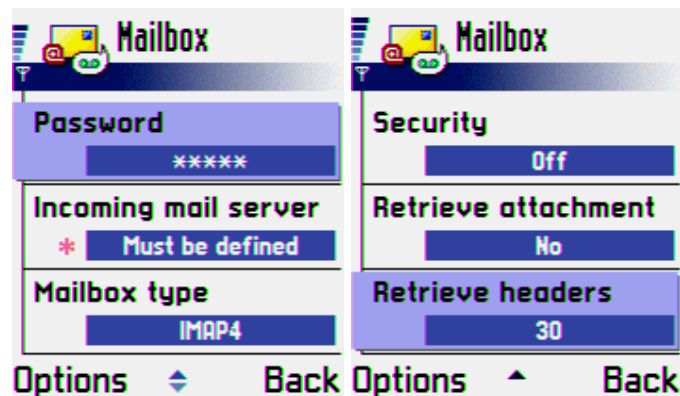 Mailbox
Password
*****
Incoming mail server
* Must be defined
Mailbox type
IMAP4
Options Back
Mailbox
Security
Off
Retrieve attachment
No
Retrieve headers
30
Options Back